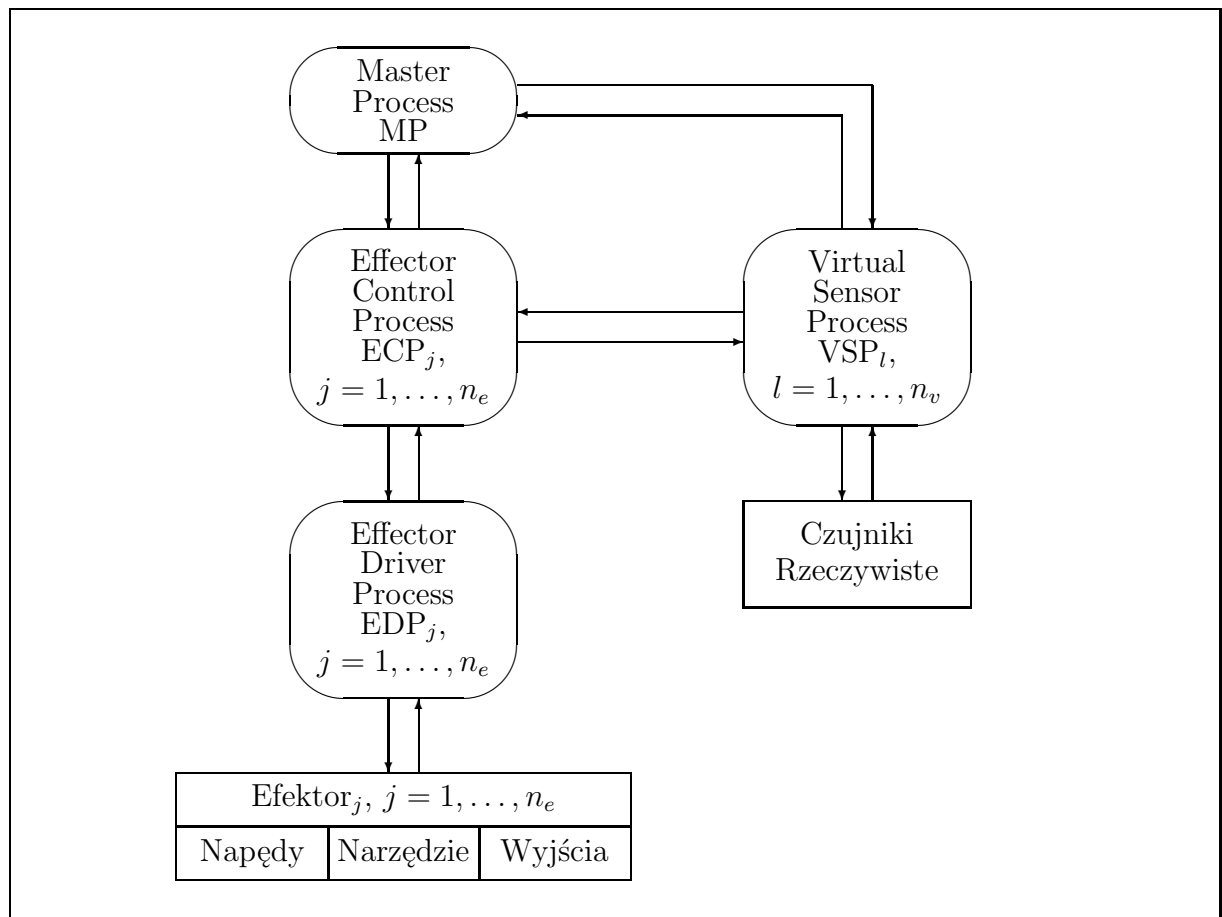 Master
Process
MP
Effector
Control
Process
ECP_j,
j = 1, . . . , n_e
Virtual
Sensor
Process
VSP_l,
l = 1, . . . , n_v
Effector
Driver
Process
EDP_j,
j = 1, . . . , n_e
Czujniki
Rzeczywiste
Efektor_j, j = 1, . . . , n_e
Napędy
Narzędzie
Wyjścia